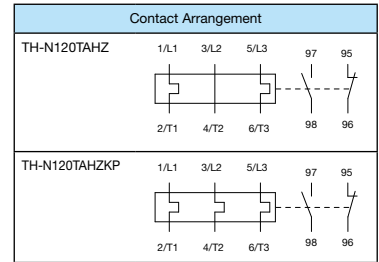 Contact Arrangement
TH-N120TAHZ
1/L1 3/L2 5/L3 97 95
2/T1 4/T2 6/T3 98 96
TH-N120TAHZKP
1/L1 3/L2 5/L3 97 95
2/T1 4/T2 6/T3 98 96